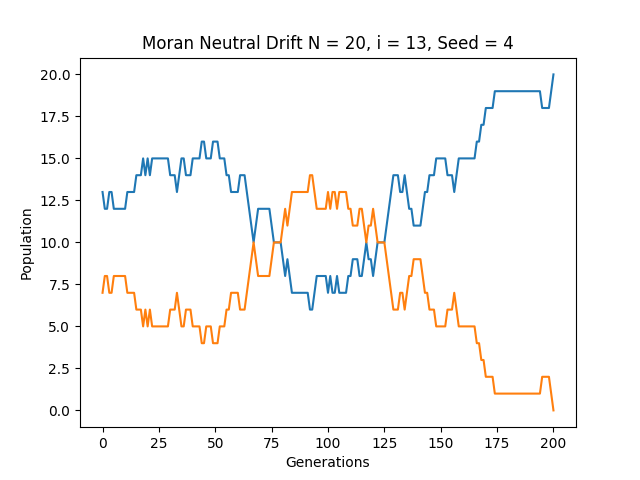 Moran Neutral Drift N = 20, i = 13, Seed = 4
20.0
17.5
15.0
12.5
10.0
7.5
5.0
2.5
0.0
Population
0 25 50 75 100 125 150 175 200
Generations